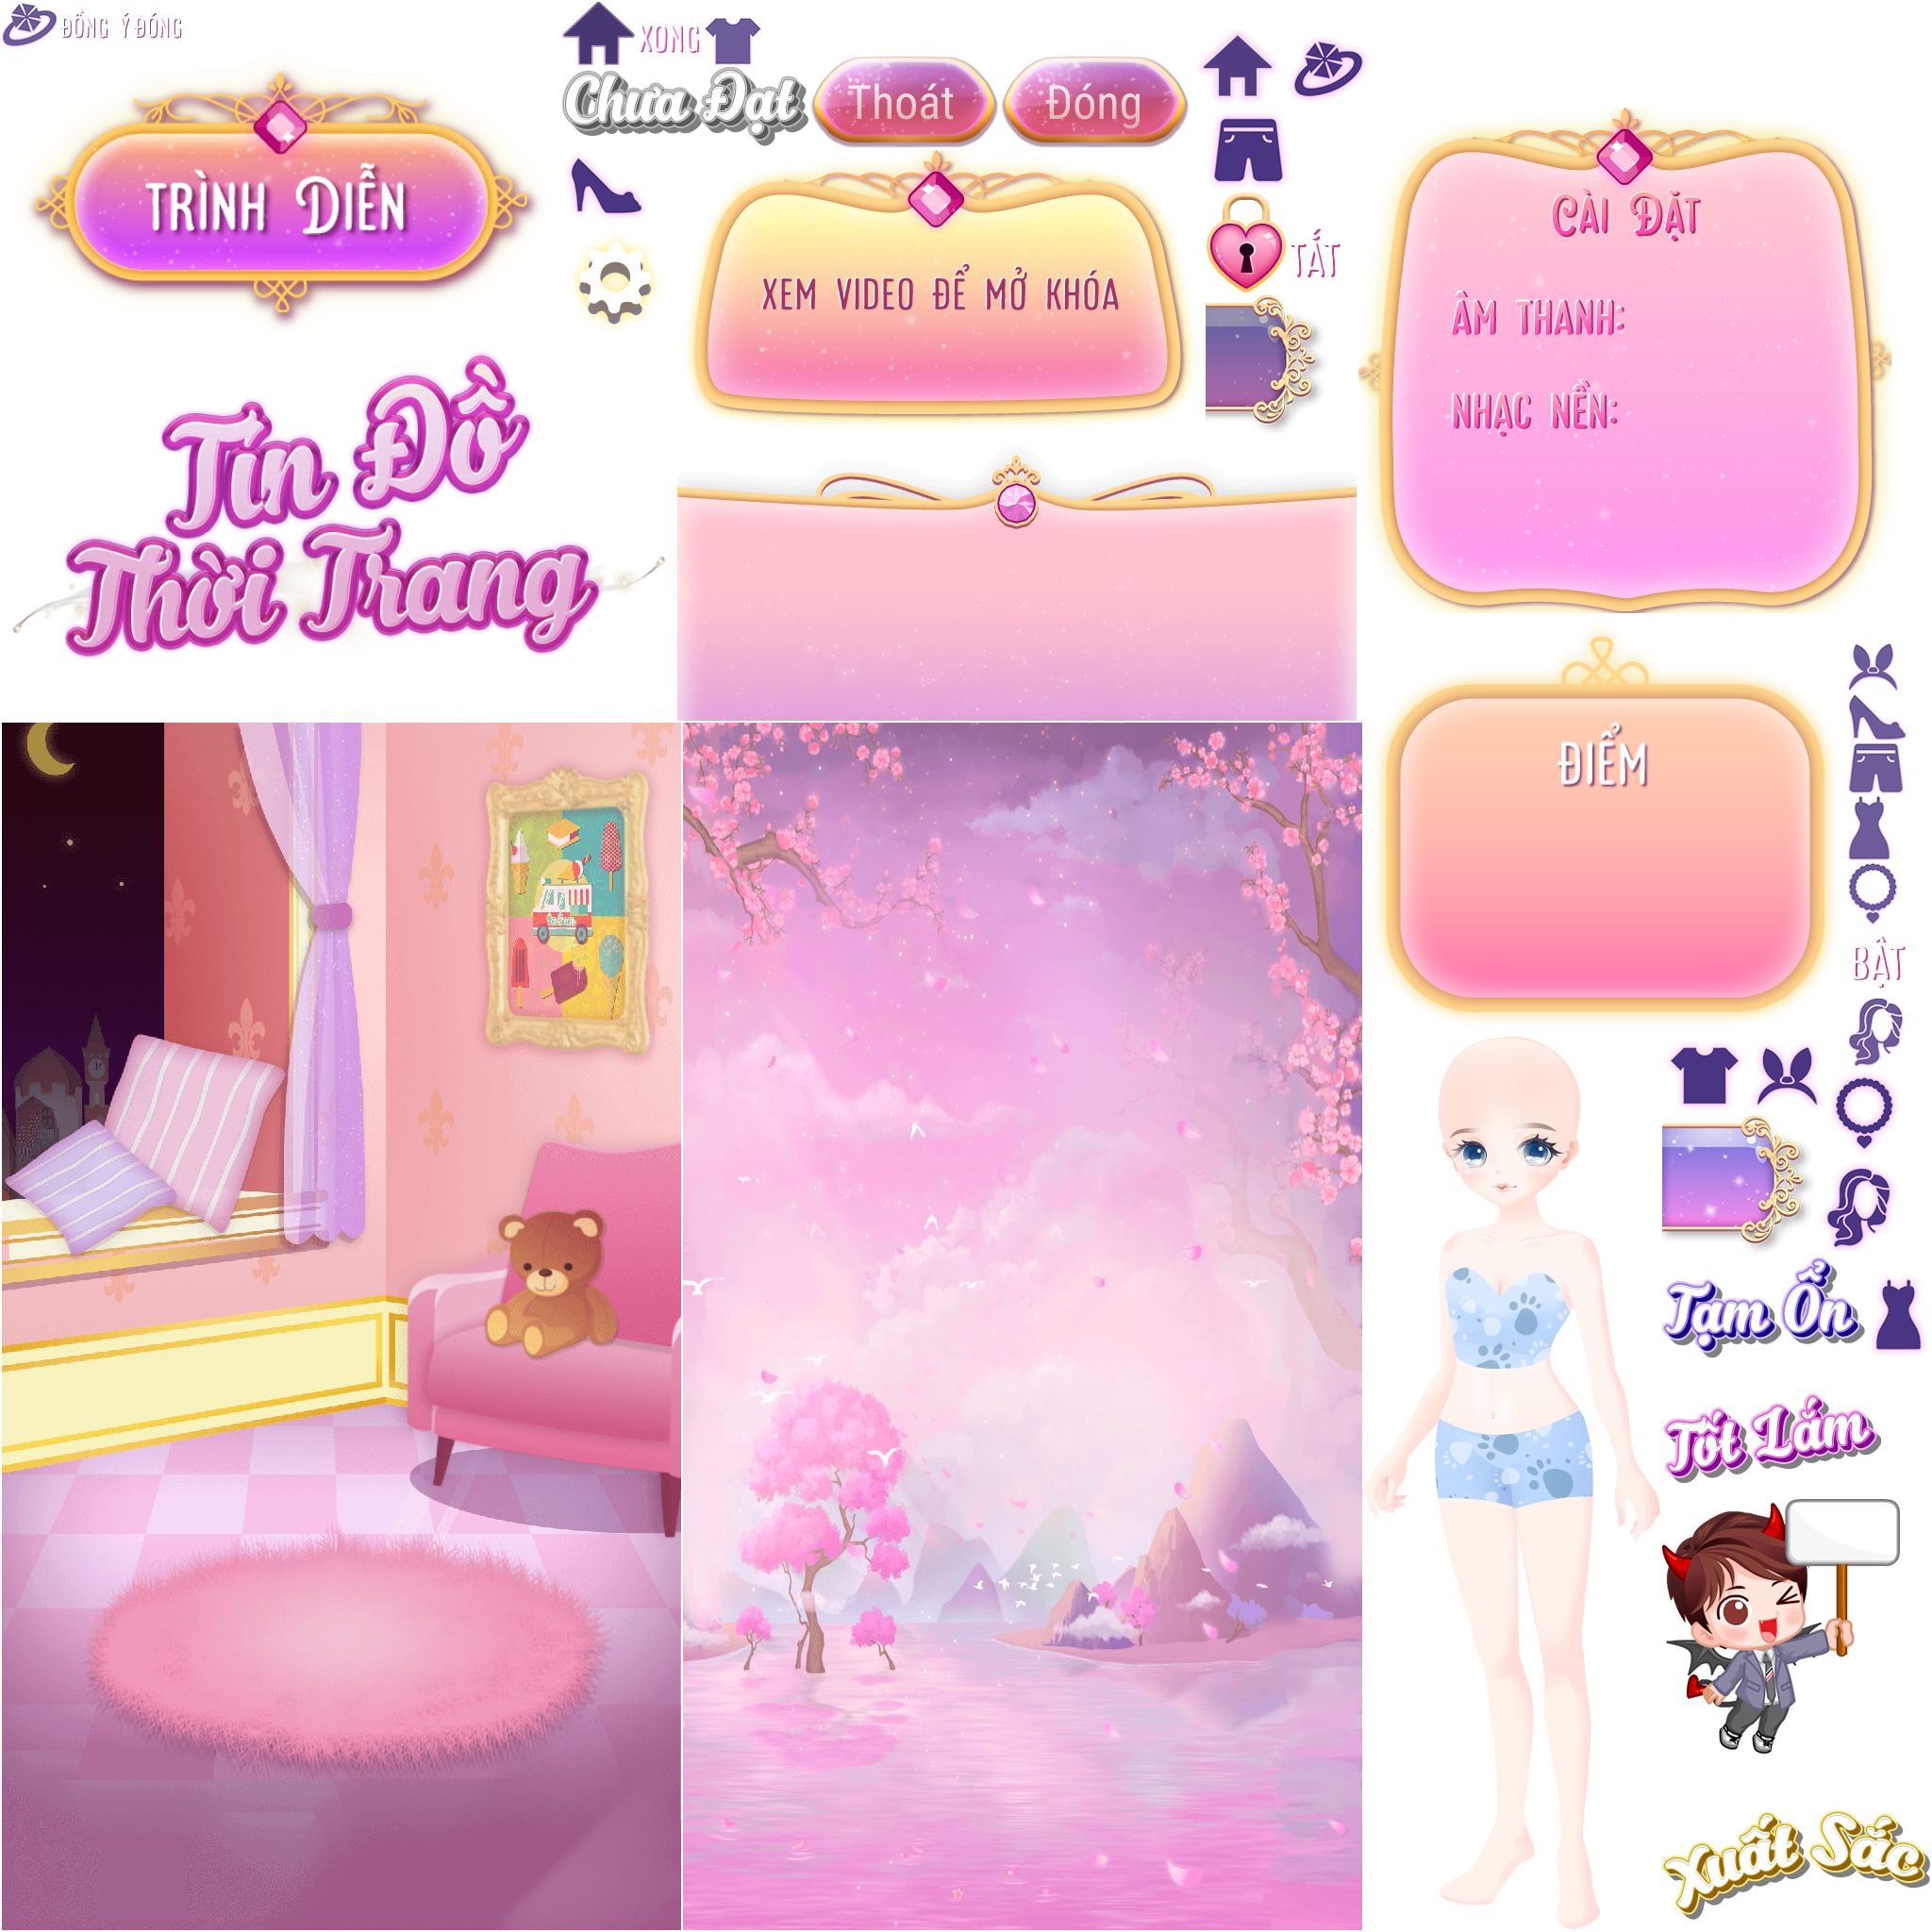 ĐỒNG Ý ĐÓNG
XONG
Chưa Đạt
Thoát
Đóng
TRÌNH DIỄN
XEM VIDEO ĐỂ MỞ KHÓA
TẮT
CÀI ĐẶT
ÂM THANH:
NHẠC NỀN:
Tín Đồ
Thời Trang
ĐIỂM
BẬT
Tạm Ổn
Tốt Lắm
Xuất Sắc